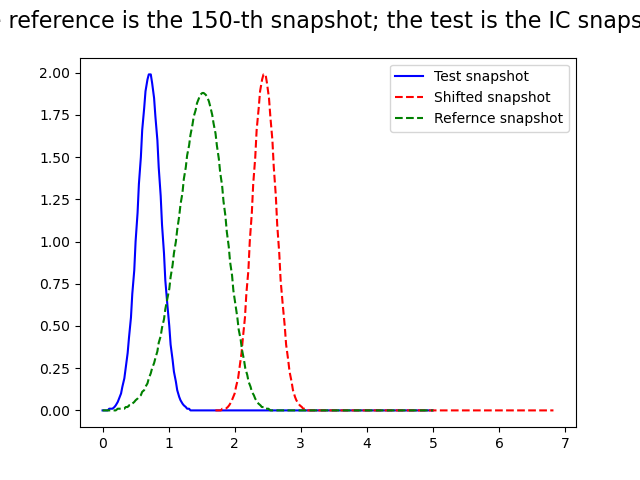 reference is the 150-th snapshot; the test is the IC snaps
Test snapshot
Shifted snapshot
Refernce snapshot
2.00
1.75
1.50
1.25
1.00
0.75
0.50
0.25
0.00
0 1 2 3 4 5 6 7